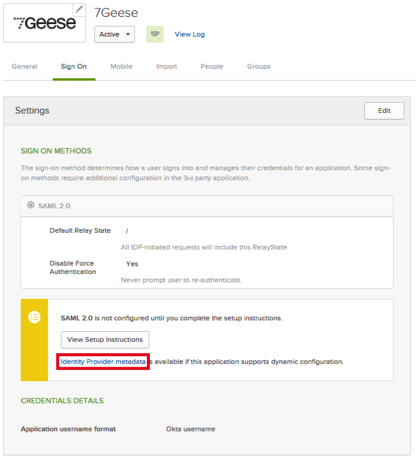 7Geese
7Geese
Active
View Log
General
Sign On
Mobile
Import
People
Groups
Settings
Edit
SIGN ON METHODS
The sign-on method determines how a user signs into and manages their credentials for an application. Some sign-
on methods require additional configuration in the 3rd party application.
SAML 2.0
Default Relay State
/
All IDP-initiated requests will include this RelayState
Disable Force
Authentication
Yes
Never prompt user to re-authenticate.
SAML 2.0 is not configured until you complete the setup instructions.
View Setup Instructions
Identity Provider metadata is available if this application supports dynamic configuration.
CREDENTIALS DETAILS
Application username format
Okta username